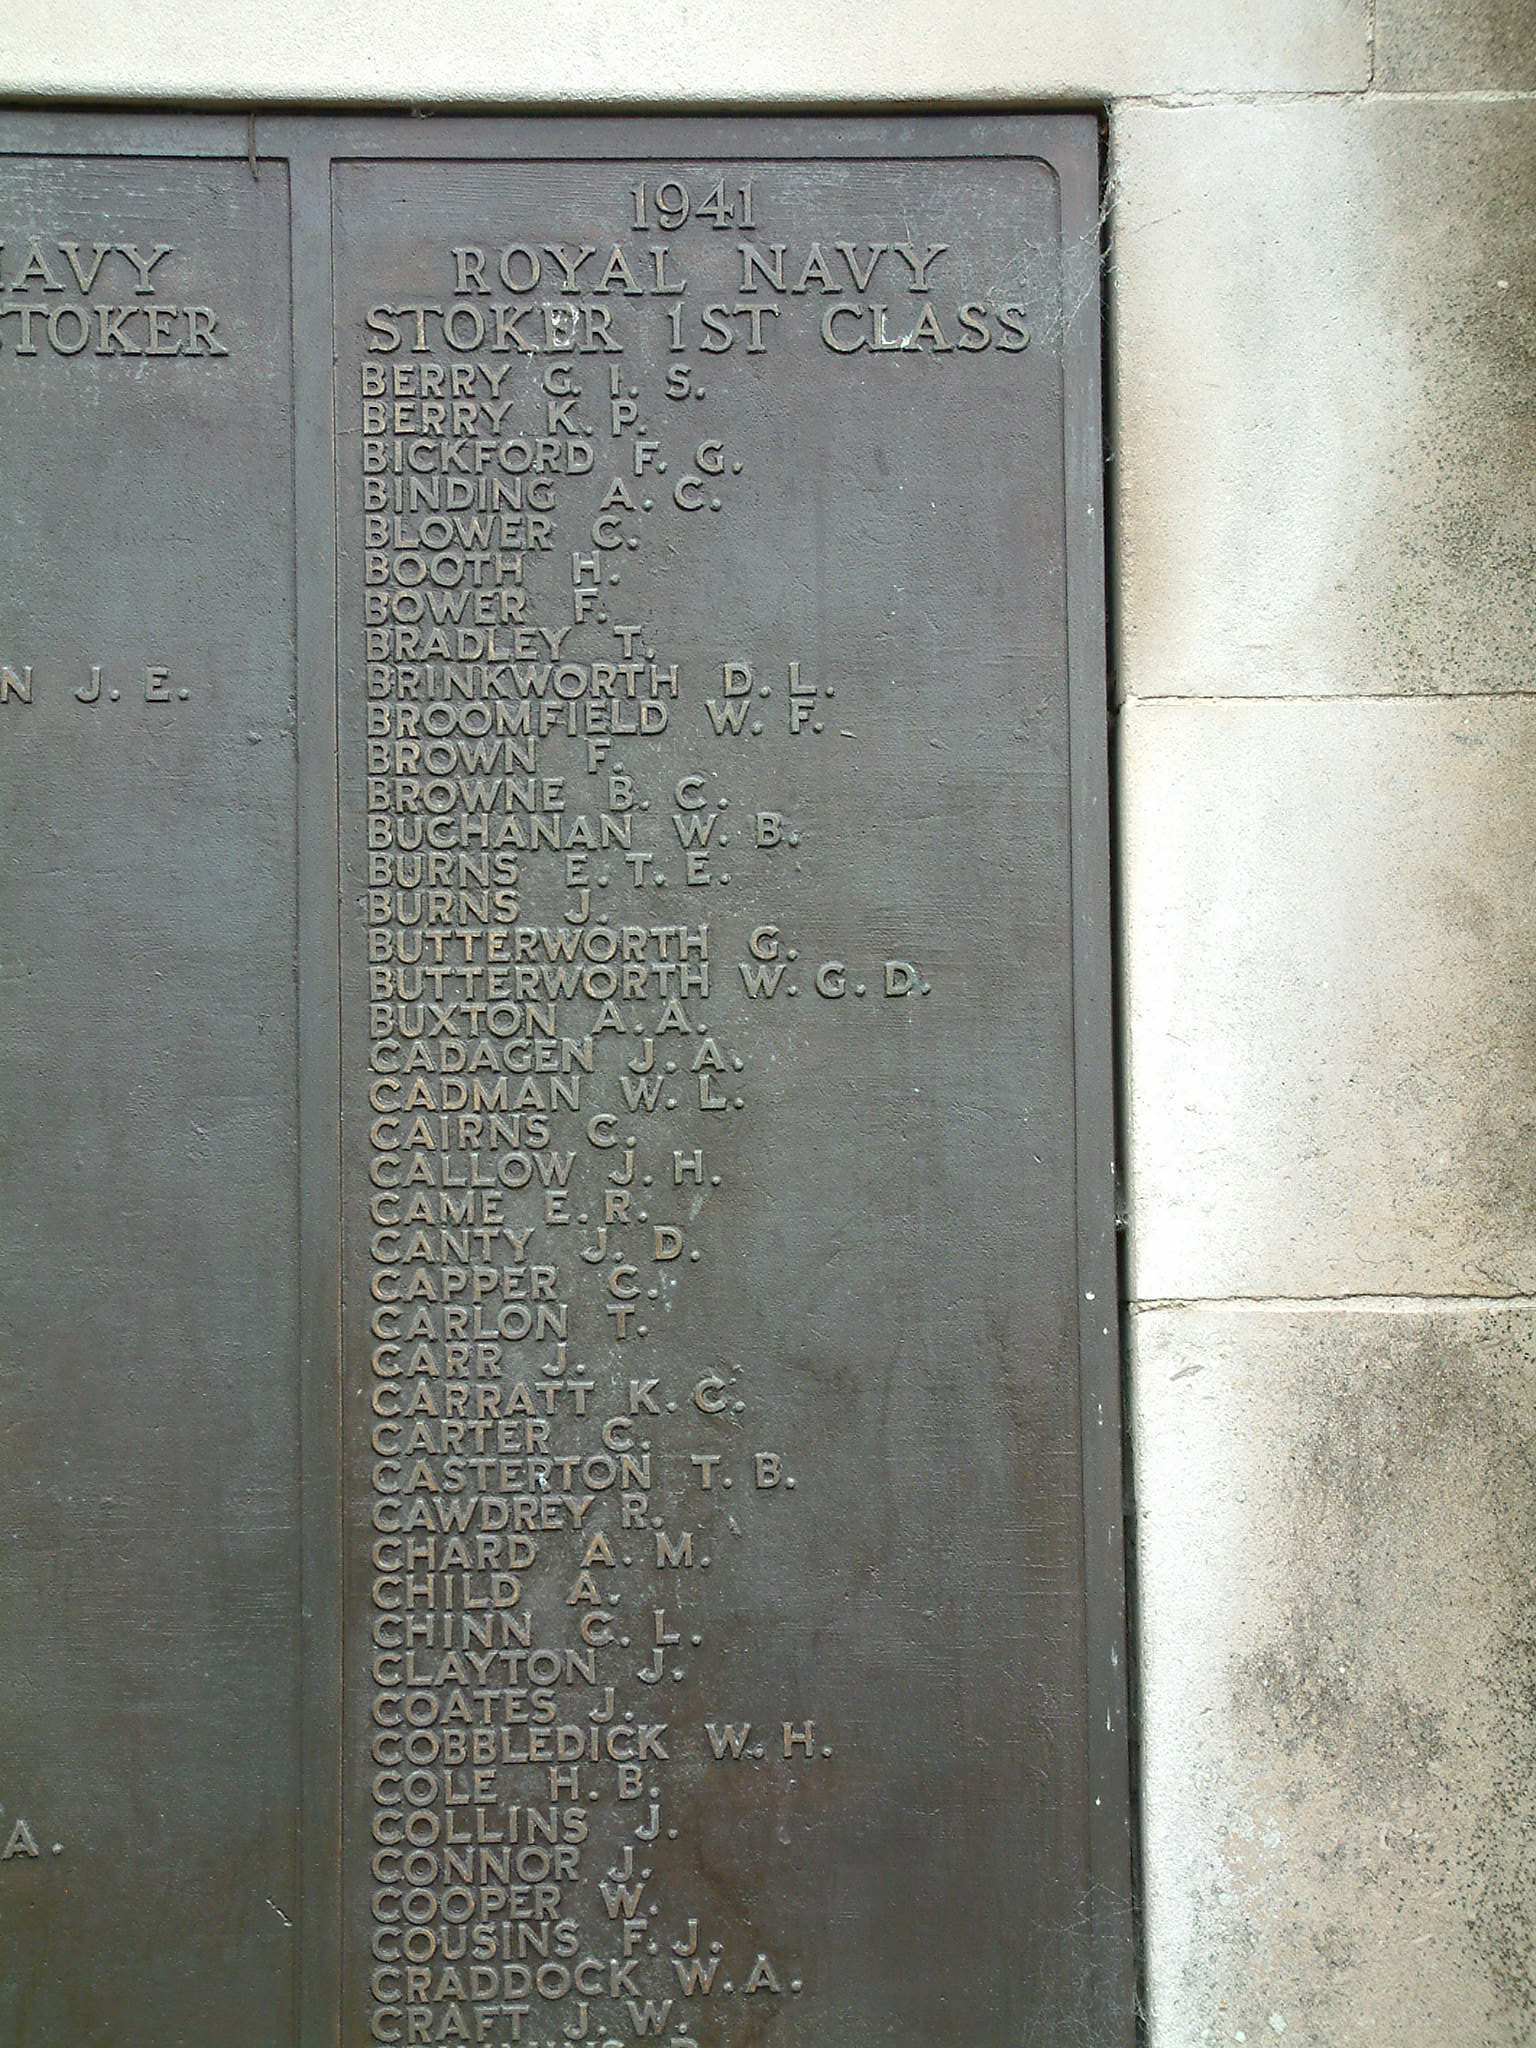 NAVY
STOKER
N J. E.
A.
1941
ROYAL NAVY
STOKER 1ST CLASS
BERRY G. I. S.
BERRY K. P.
BICKFORD F. G.
BINDING A. C.
BLOWER C.
BOOTH H.
BOWER F.
BRADLEY T.
BRINKWORTH D. L.
BROOMFIELD W. F.
BROWN F.
BROWNE B. C.
BUCHANAN W. B.
BURNS E. T. E.
BURNS J.
BUTTERWORTH G.
BUTTERWORTH W. G. D.
BUXTON A. A.
CADAGEN J. A.
CADMAN W. L.
CAIRNS C.
CALLOW J. H.
CAME E. R.
CANTY J. D.
CAPPER C.
CARLON T.
CARR J.
CARRATT K. C.
CARTER C.
CASTERTON T. B.
CAWDREY R.
CHARD A. M.
CHILD A.
CHINN C. L.
CLAYTON J.
COATES J.
COBBLEDICK W. H.
COLE H. B.
COLLINS J.
CONNOR J.
COOPER W.
COUSINS F. J.
CRADDOCK W. A.
CRAFT J. W.